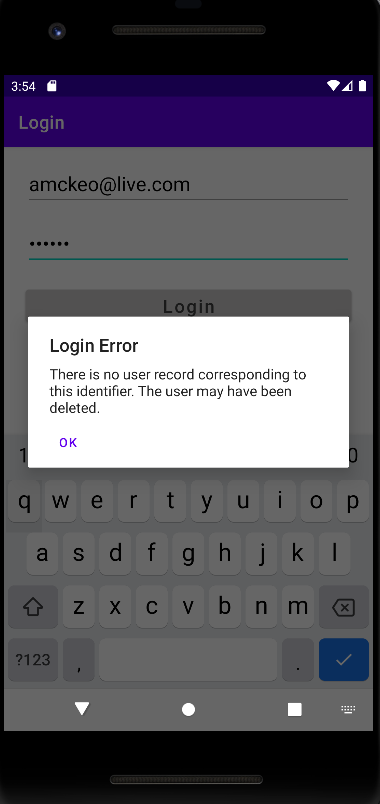 3:54
Login
amckeo@live.com
••••••
Login
Login Error
There is no user record corresponding to
this identifier. The user may have been
deleted.
OK
1 0
q w e r t y u i o p
a s d f g h j k l
z x c v b n m
?123 , .